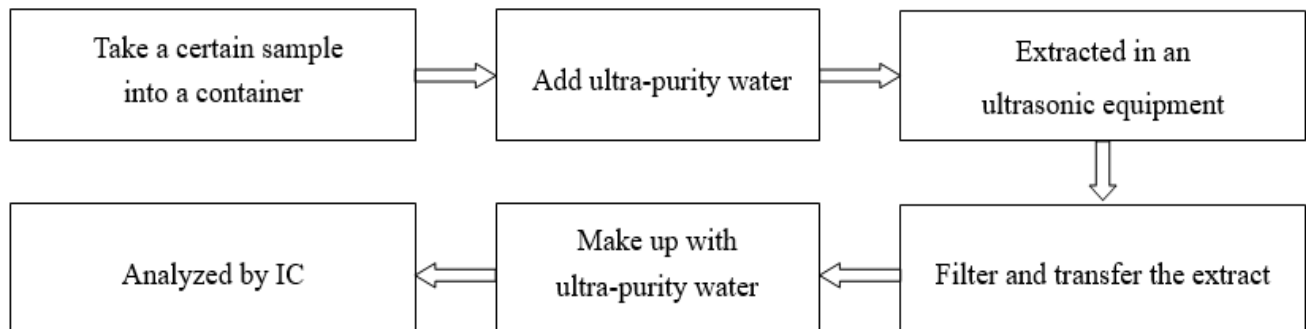 Take a certain sample
into a container
Add ultra-purity water
Extracted in an
ultrasonic equipment
Filter and transfer the extract
Make up with
ultra-purity water
Analyzed by IC